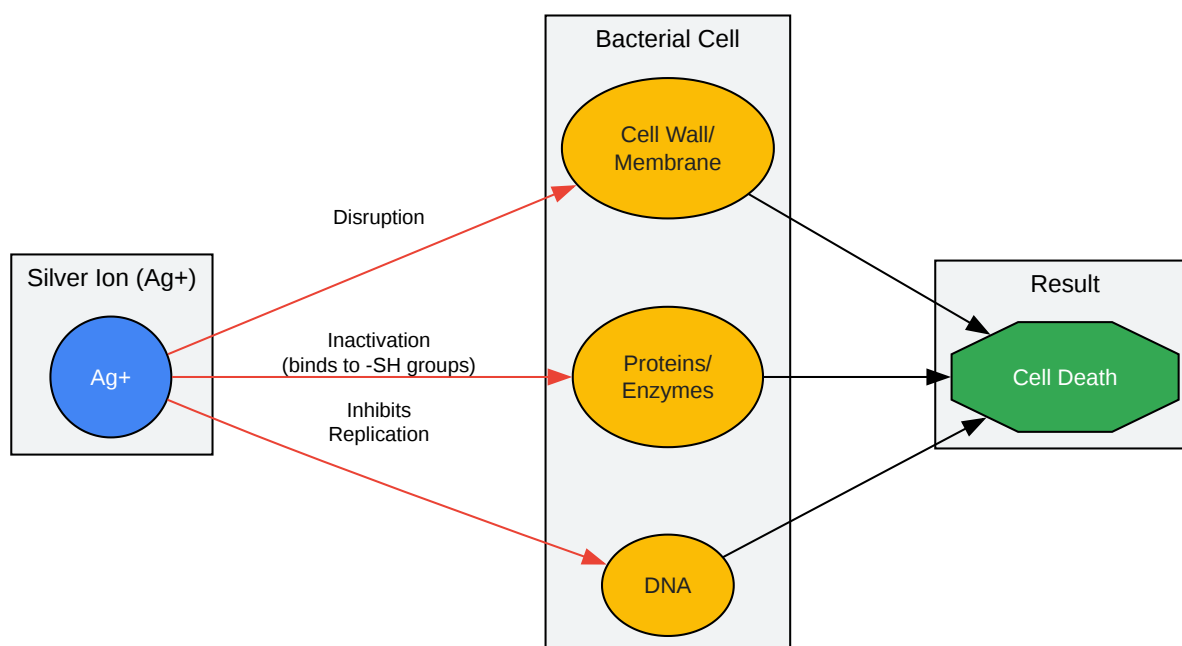 Bacterial Cell
Cell Wall/
Membrane
Disruption
Silver Ion (Ag+)
Ag+
Inactivation
(binds to -SH groups)
Proteins/
Enzymes
Inhibits
Replication
DNA
Result
Cell Death